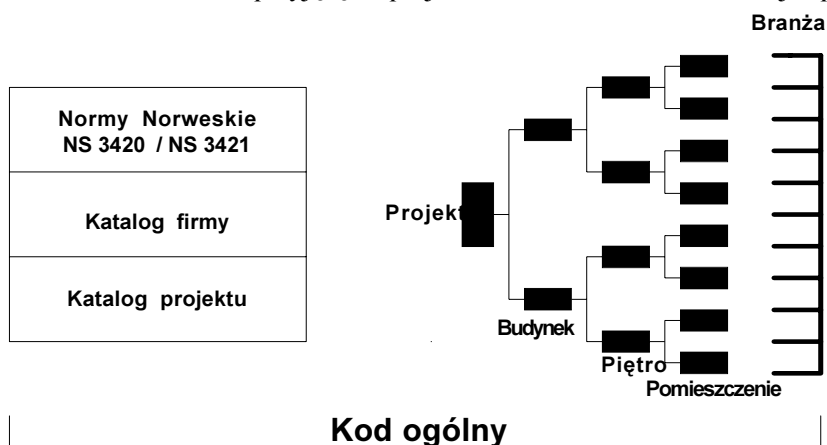 Branża
Normy Norweskie
NS 3420 / NS 3421
Katalog firmy
Katalog projektu
Projekt
Budynek
Piętro
Pomieszczenie
Kod ogólny